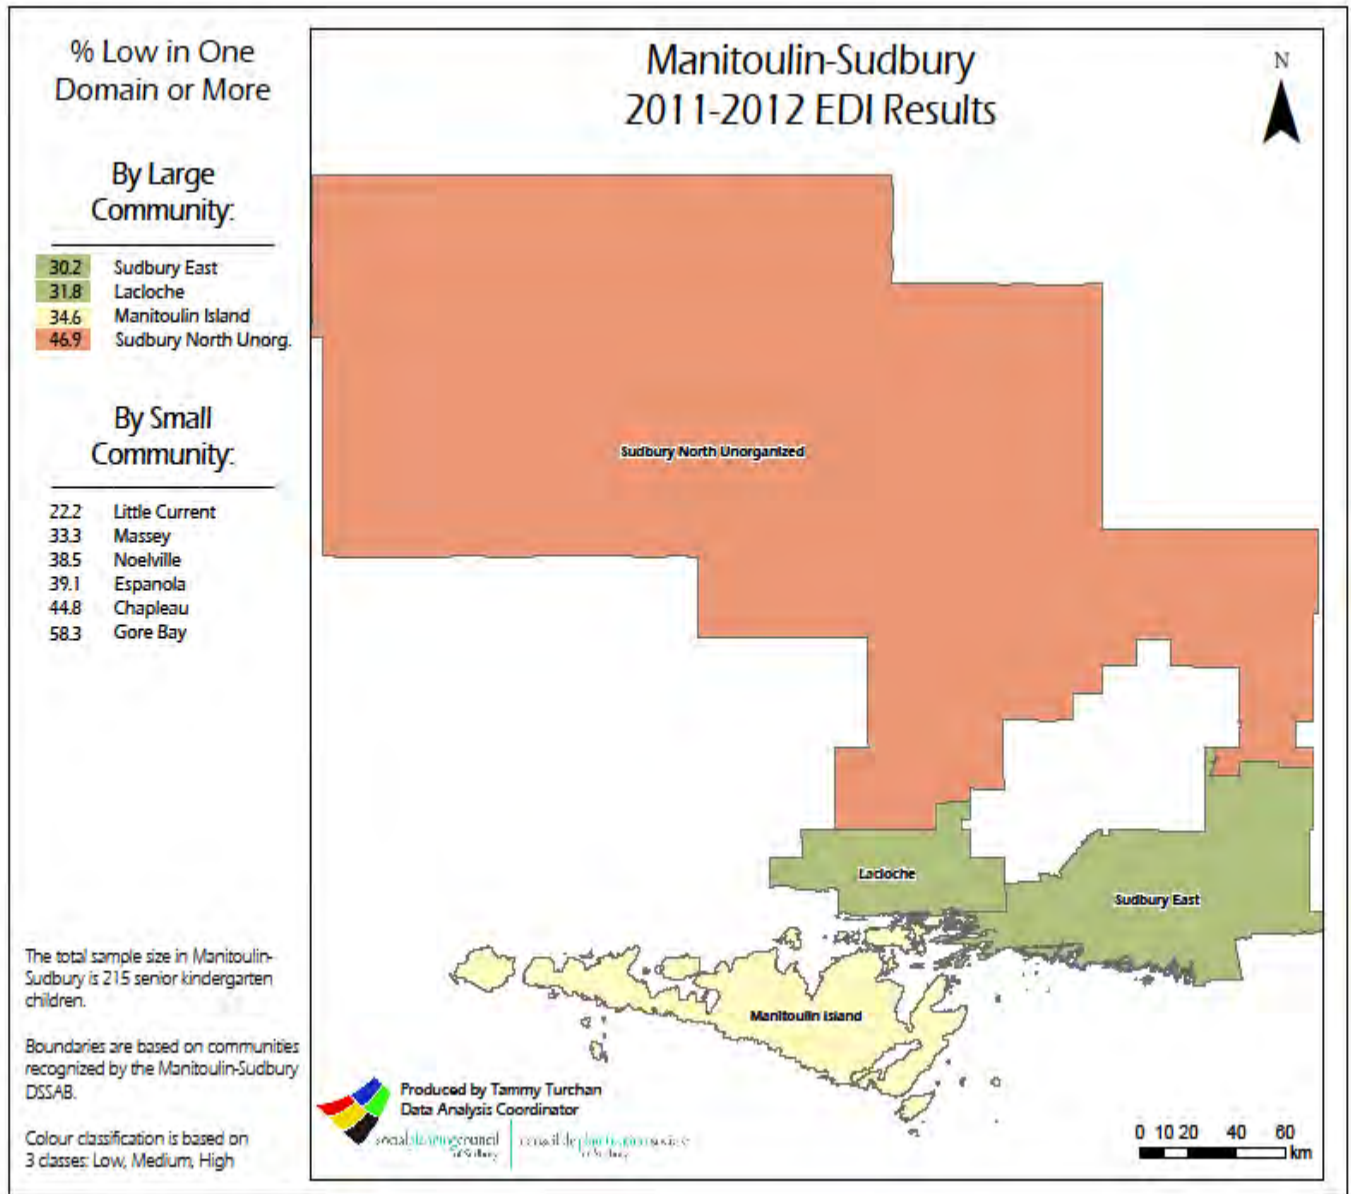 % Low in One
Domain or More
By Large
Community:
30.2 Sudbury East
31.8 Lacloche
34.6 Manitoulin Island
46.9 Sudbury North Unorg.
By Small
Community:
22.2 Little Current
33.3 Massey
38.5 Noelville
39.1 Espanola
44.8 Chapleau
58.3 Gore Bay
The total sample size in Manitoulin-
Sudbury is 215 senior kindergarten
children.
Boundaries are based on communities
recognized by the Manitoulin-Sudbury
DSSAB.
Colour classification is based on
3 classes: Low, Medium, High
Manitoulin-Sudbury
2011-2012 EDI Results
N
Sudbury North Unorganized
Lacloche
Sudbury East
Manitoulin Island
Produced by Tammy Turchan
Data Analysis Coordinator
socialplanningcouncil
of Sudbury
0 10 20 40 60
km